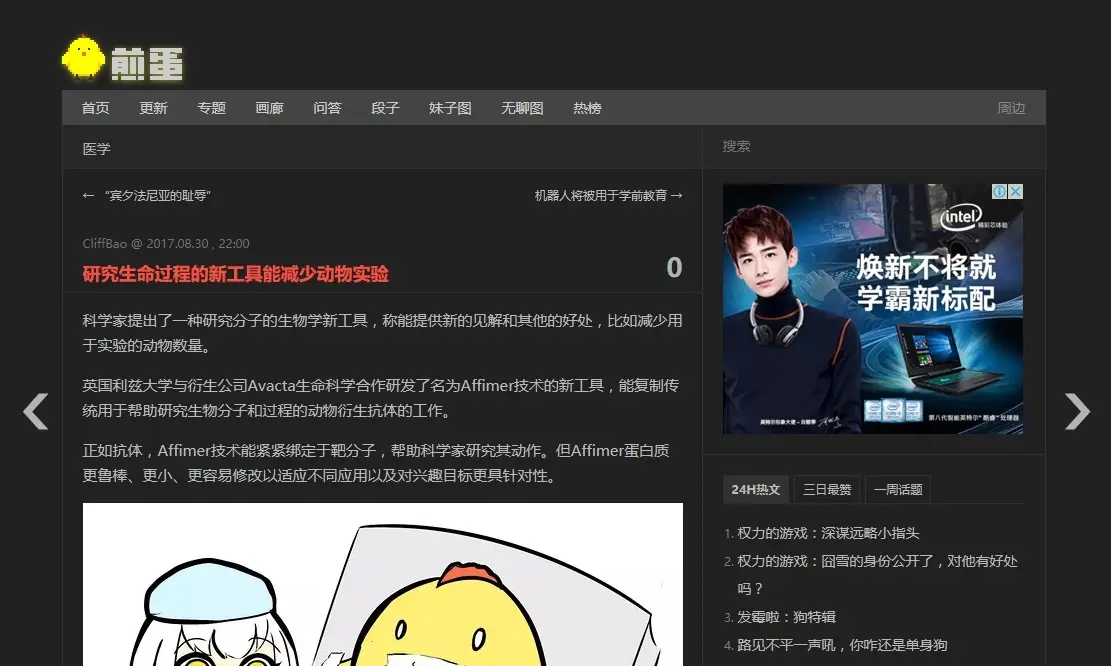 煎蛋
首页 更新 专题 画廊 问答 段子 妹子图 无聊图 热榜 周边
医学
搜索
← “宾夕法尼亚的耻辱” 机器人将被用于学前教育 →
CliffBao @ 2017.08.30 , 22:00
研究生命过程的新工具能减少动物实验
0
科学家提出了一种研究分子的生物学新工具，称能提供新的见解和其他的好处，比如减少用
于实验的动物数量。
英国利兹大学与衍生公司Avacta生命科学合作研发了名为Affimer技术的新工具，能复制传
统用于帮助研究生物分子和过程的动物衍生抗体的工作。
正如抗体，Affimer技术能紧紧绑定于靶分子，帮助科学家研究其动作。但Affimer蛋白质
更鲁棒、更小、更容易修改以适应不同应用以及对兴趣目标更具针对性。
intel
精彩芯体验
焕新不将就
学霸新标配
英特尔形象大使·白敬亭
第八代智能英特尔® 酷睿™ 处理器
24H热文 三日最赞 一周话题
1. 权力的游戏：深谋远略小指头
2. 权力的游戏：囧雪的身份公开了，对他有好处
吗？
3. 发霉啦：狗特辑
4. 路见不平一声吼，你咋还是单身狗